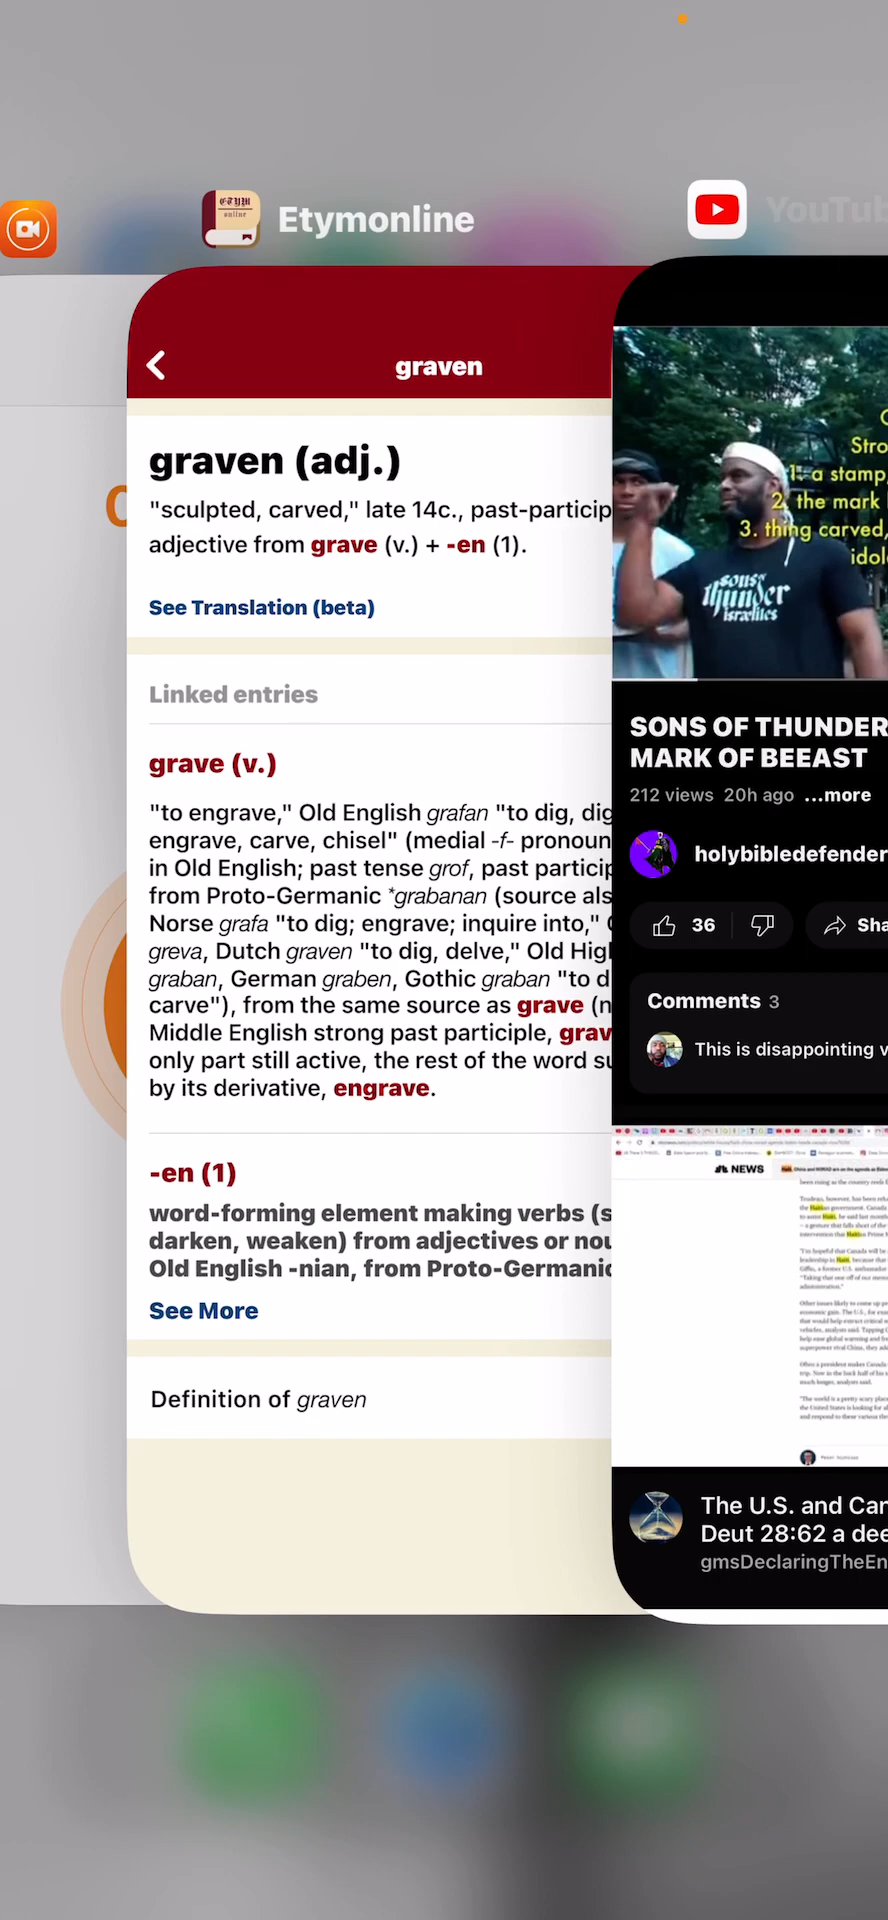 Etymonline
YouTub
graven
graven (adj.)
"sculpted, carved," late 14c., past-particip
adjective from grave (v.) + -en (1).
See Translation (beta)
Linked entries
grave (v.)
"to engrave," Old English grafan "to dig, dig
engrave, carve, chisel" (medial -f- pronoun
in Old English; past tense grof, past particip
from Proto-Germanic *grabanan (source als
Norse grafa "to dig; engrave; inquire into,"
greva, Dutch graven "to dig, delve," Old Hig
graban, German graben, Gothic graban "to d
carve"), from the same source as grave (n
Middle English strong past participle, grav
only part still active, the rest of the word su
by its derivative, engrave.
-en (1)
word-forming element making verbs (s
darken, weaken) from adjectives or nou
Old English -nian, from Proto-Germanic
See More
Definition of graven
Stro
1. a stamp,
2. the mark
3. thing carved,
idol
sons of
thunder
israelites
SONS OF THUNDER
MARK OF BEEAST
212 views 20h ago ...more
holybibledefender
36
Sha
Comments 3
This is disappointing v
NEWS
The U.S. and Can
Deut 28:62 a dee
gmsDeclaringTheEn